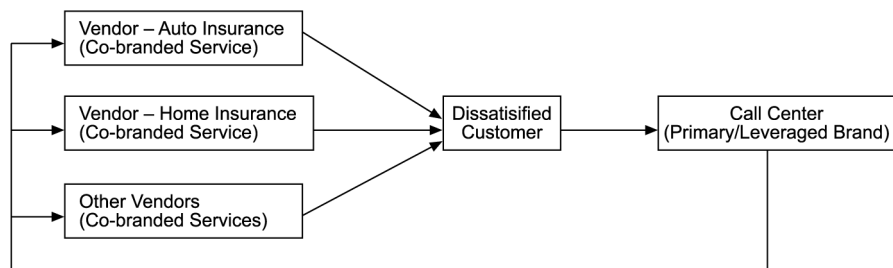 Vendor – Auto Insurance
(Co-branded Service)
Vendor – Home Insurance
(Co-branded Service)
Other Vendors
(Co-branded Services)
Dissatisified
Customer
Call Center
(Primary/Leveraged Brand)